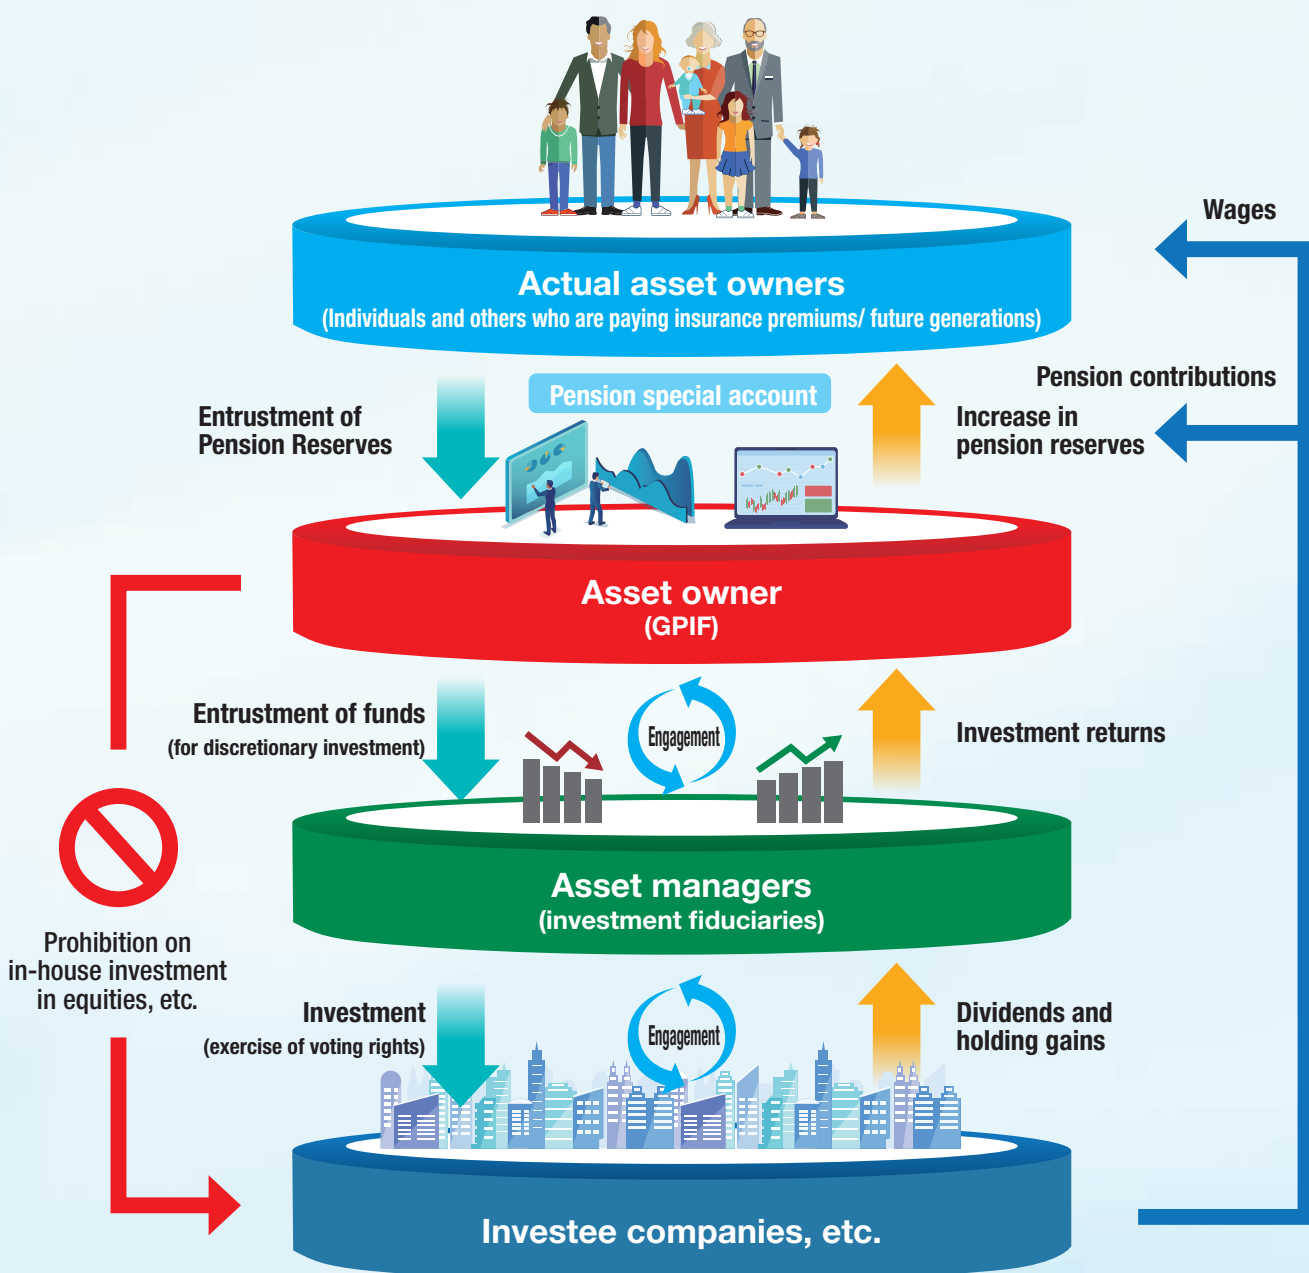 Wages
Actual asset owners
(Individuals and others who are paying insurance premiums/ future generations)
Pension contributions
Pension special account
Entrustment of
Pension Reserves
Increase in
pension reserves
Asset owner
(GPIF)
Entrustment of funds
(for discretionary investment)
Engagement
Investment returns
Asset managers
(investment fiduciaries)
Prohibition on
in-house investment
in equities, etc.
Investment
(exercise of voting rights)
Engagement
Dividends and
holding gains
Investee companies, etc.